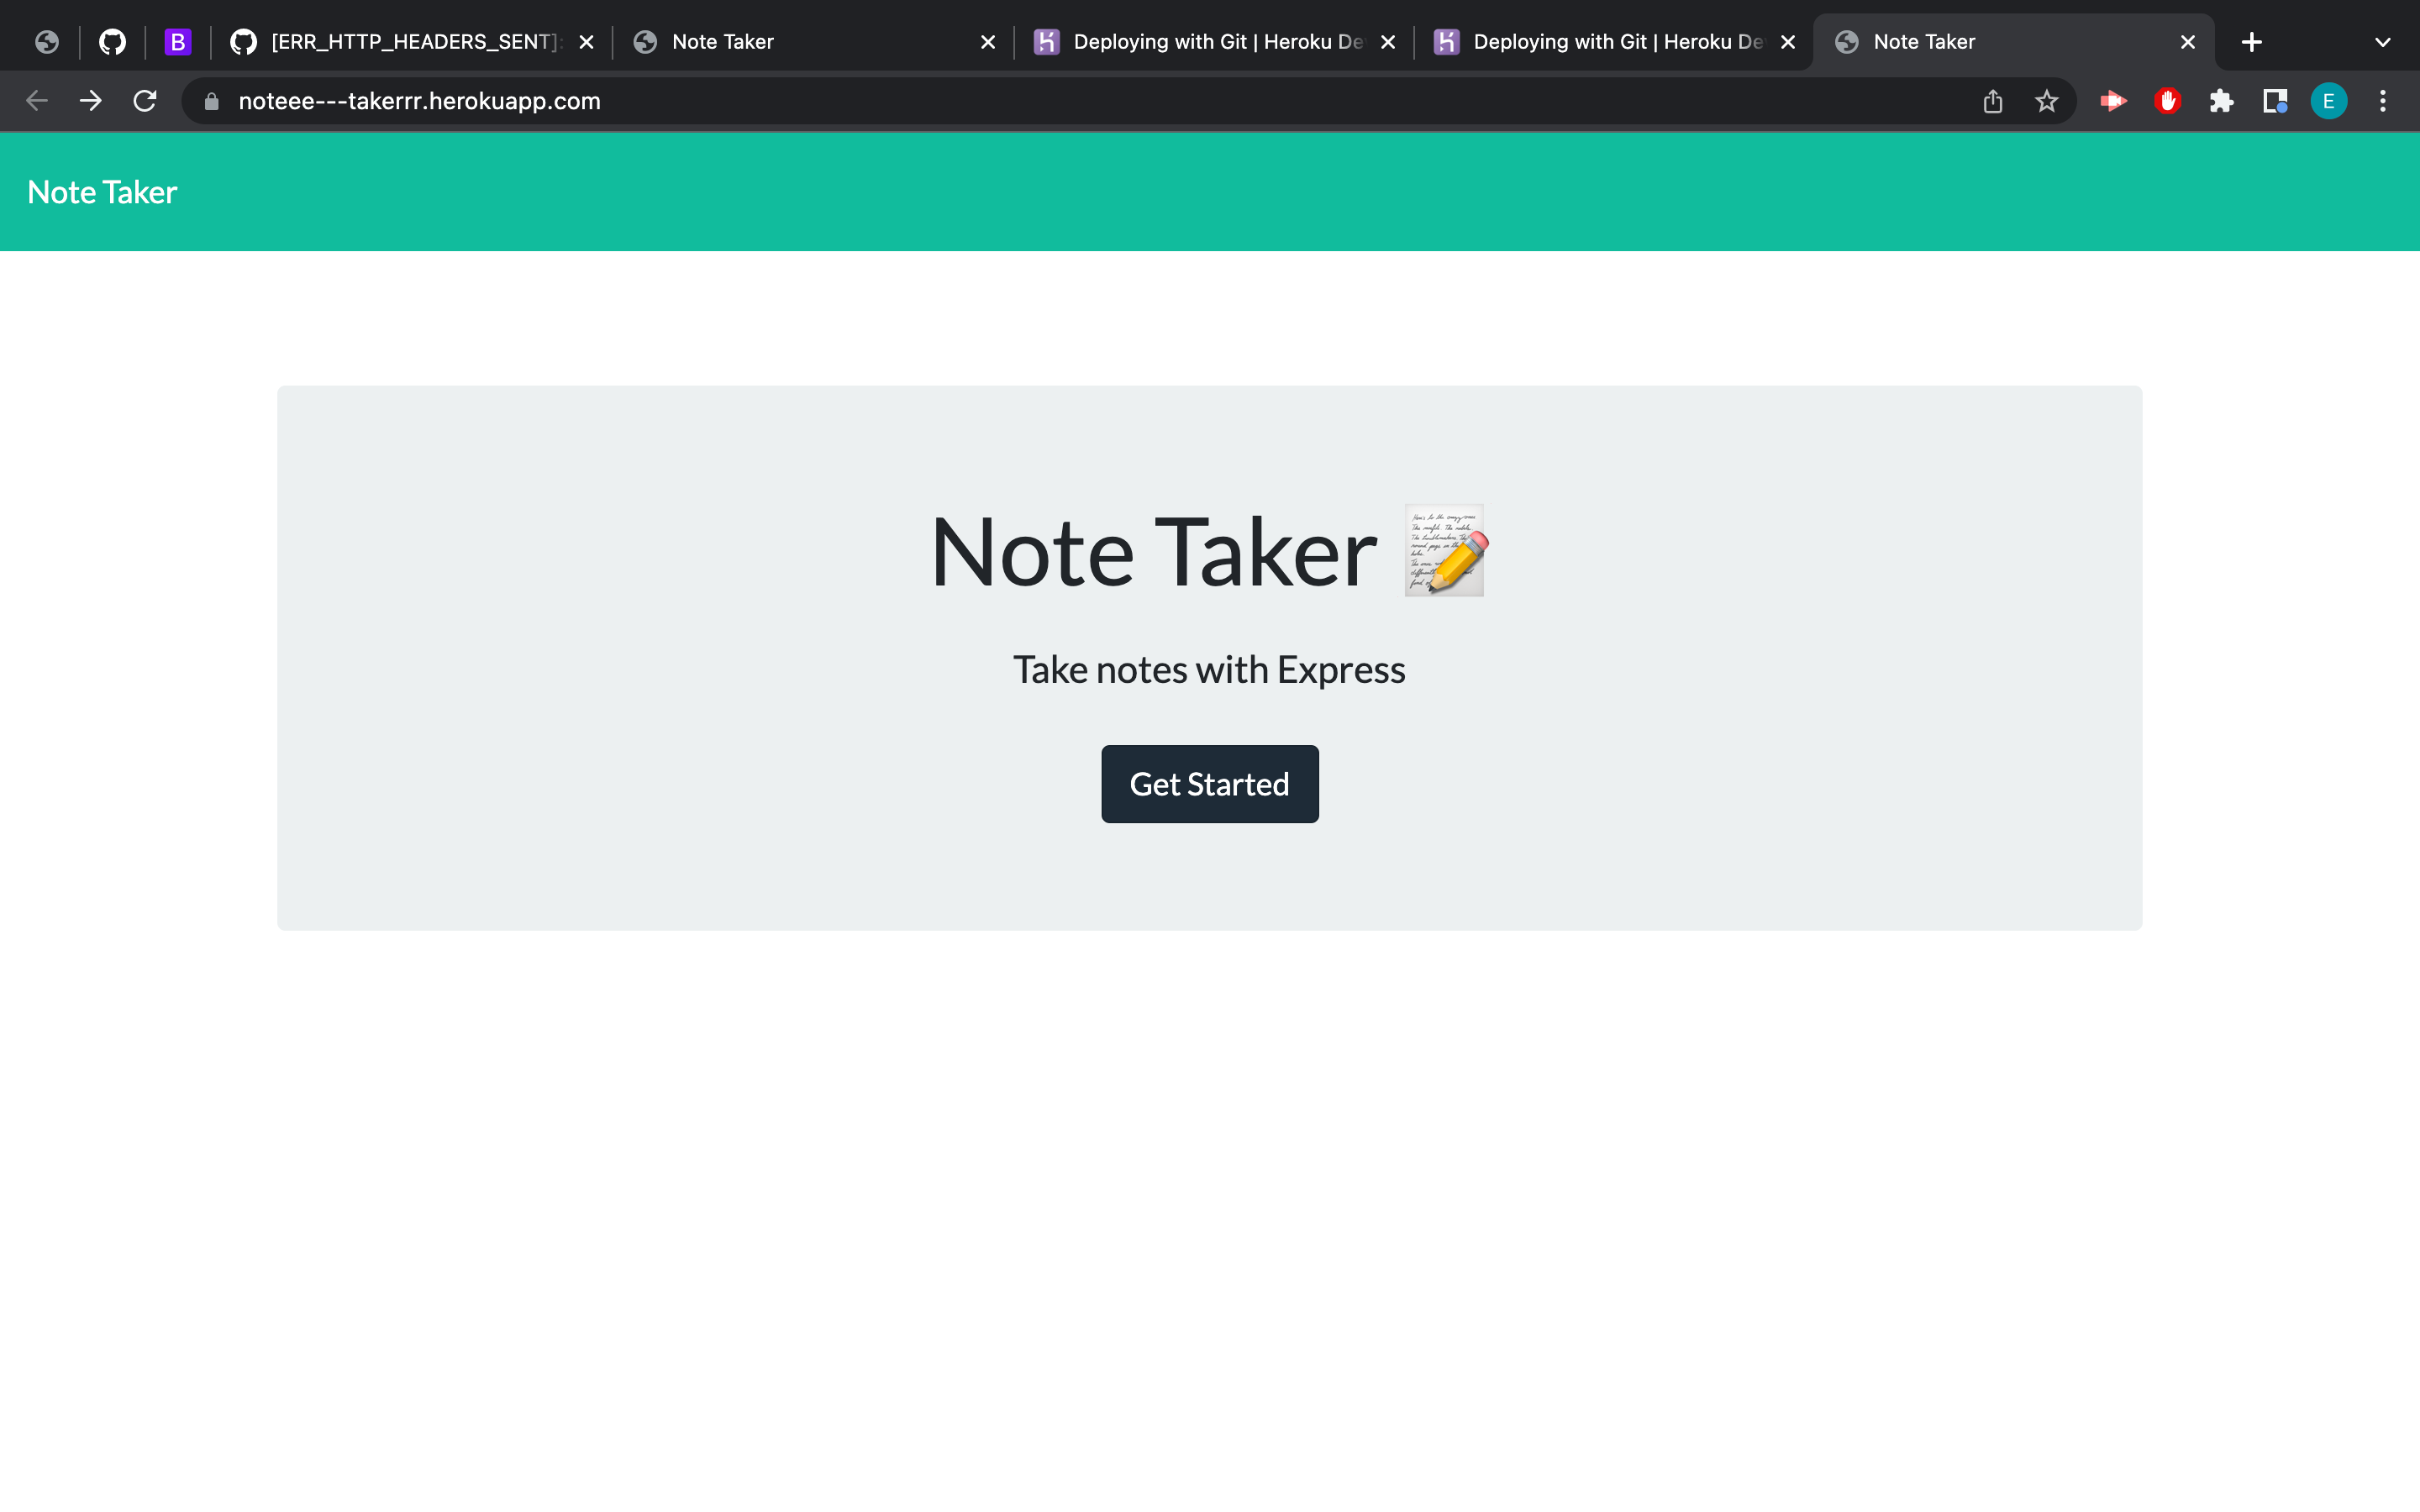 B
[ERR_HTTP_HEADERS_SENT]:
Note Taker
Deploying with Git | Heroku De
Deploying with Git | Heroku De
Note Taker
noteee---takerrr.herokuapp.com
E
Note Taker
Note Taker
Take notes with Express
Get Started